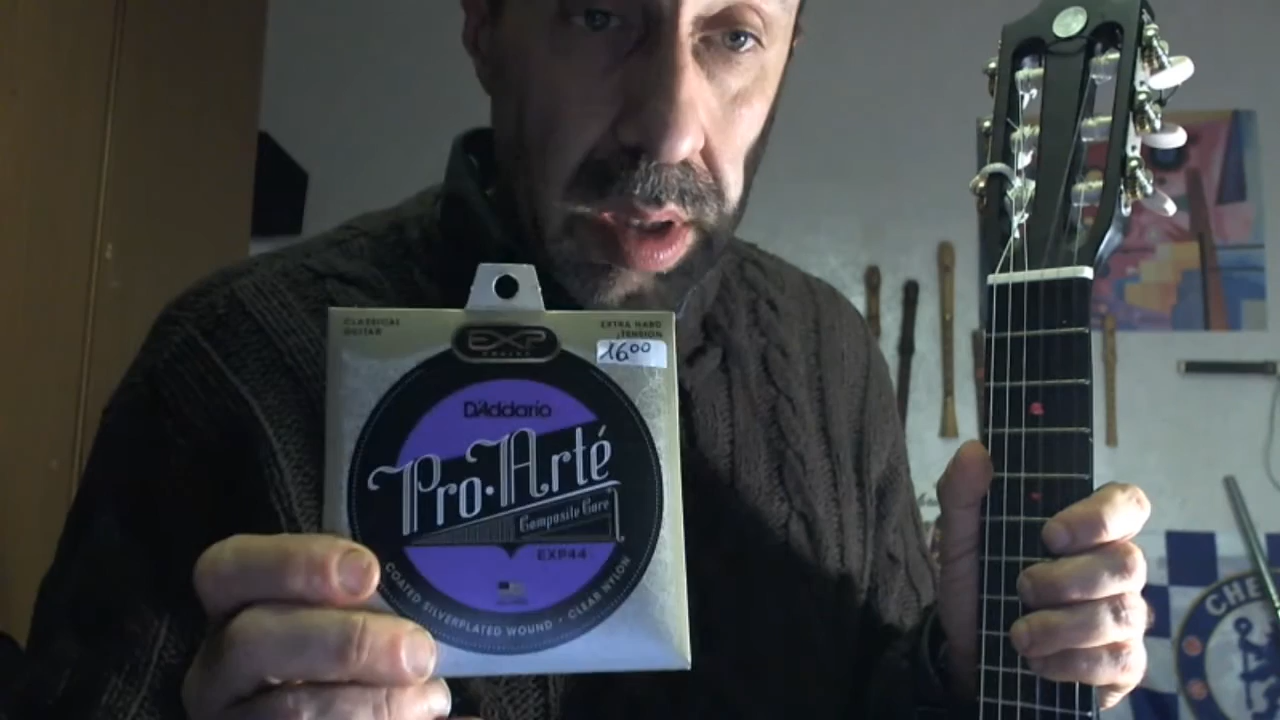 CLASSICAL
GUITAR
EXTRA HARD
TENSION
EXP
16.00
D'Addario
Pro·Arté
Composite Core
EXP44
COATED SILVERPLATED WOUND · CLEAR NYLON
CHE